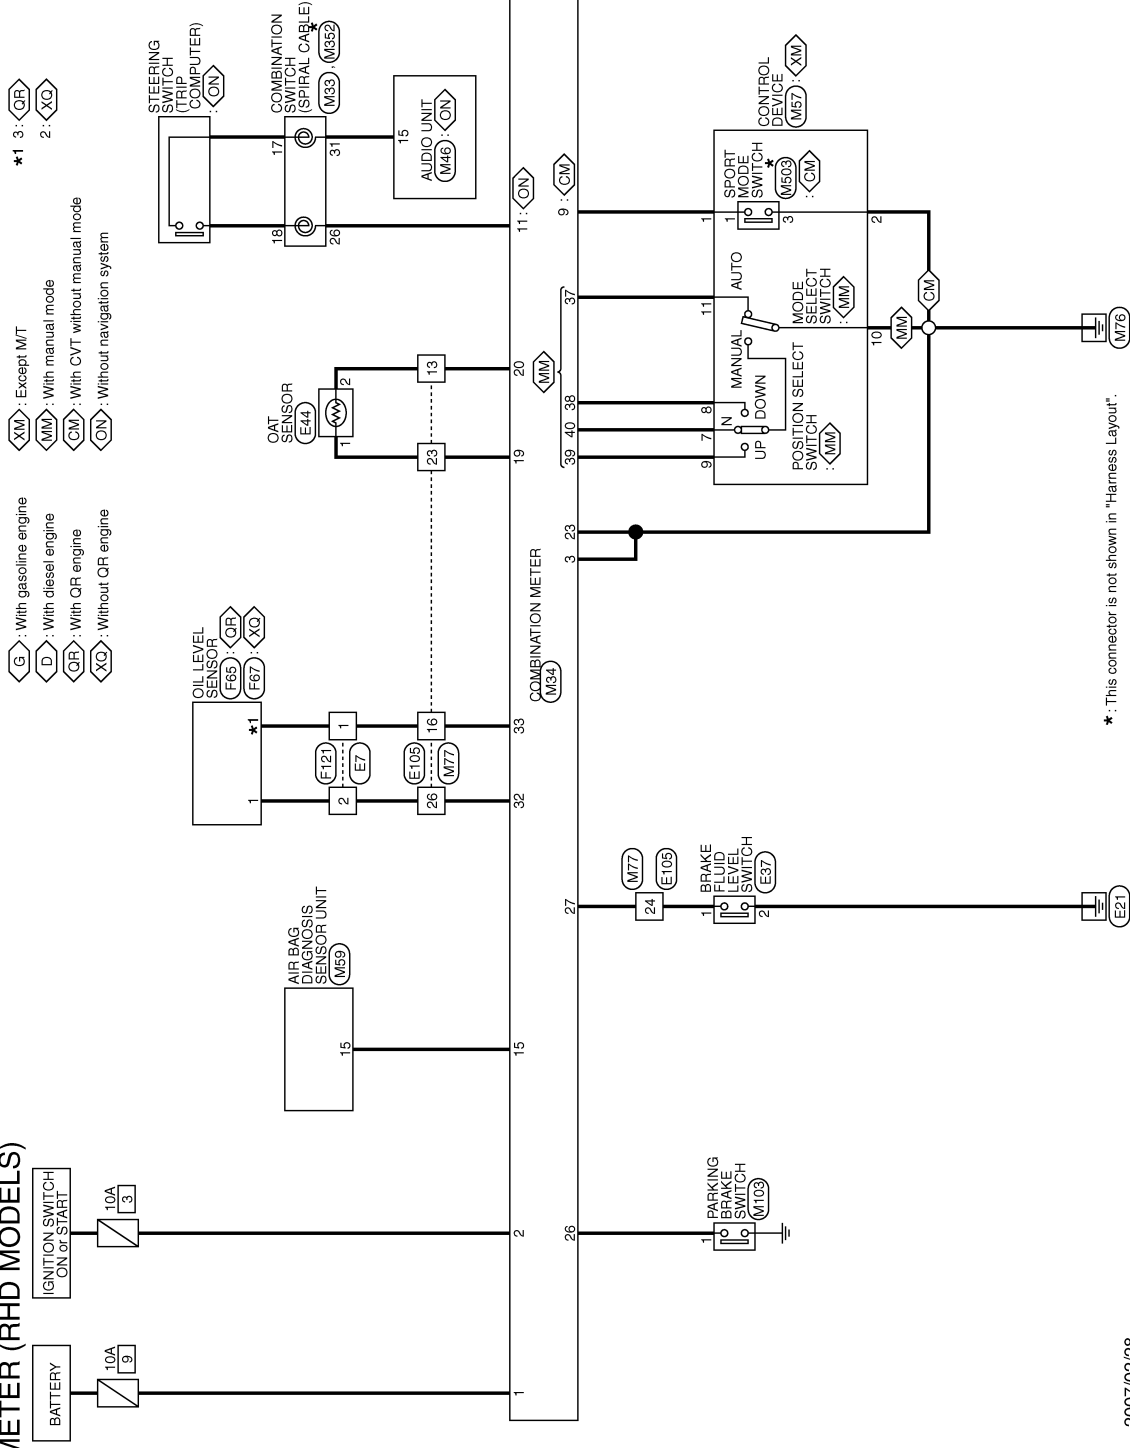 METER (RHD MODELS)
BATTERY
10A
9
IGNITION SWITCH
ON or START
10A
3
AIR BAG
DIAGNOSIS
SENSOR UNIT
M59
15
OIL LEVEL
SENSOR
F65 : QR
F67 : XQ
1
*1
2
1
F121
E7
26
16
E105
M77
OAT
SENSOR
E44
1
2
23
13
STEERING
SWITCH
(TRIP
COMPUTER)
: ON
COMBINATION
SWITCH
(SPIRAL CABLE)
*
M33 , M352
18
17
26
31
15
AUDIO UNIT
M46 : ON
G : With gasoline engine
D : With diesel engine
QR : With QR engine
XQ : Without QR engine
XM : Except M/T
MM : With manual mode
CM : With CVT without manual mode
ON : Without navigation system
*1 3 : QR
2 : XQ
1
2
15
32
33
19
20
11 : ON
COMBINATION METER
M34
26
27
3
23
39
40
38
37
MM
9 : CM
PARKING
BRAKE
SWITCH
M103
1
24
M77
E105
BRAKE
FLUID
LEVEL
SWITCH
E37
1
2
E21
CONTROL
DEVICE
M57 : XM
9
7
8
11
1
UP
N
DOWN
MANUAL
AUTO
POSITION SELECT
SWITCH
: MM
MODE
SELECT
SWITCH
: MM
SPORT
MODE
SWITCH
*
M503
: CM
1
3
10
2
MM
CM
M76
* : This connector is not shown in "Harness Layout".